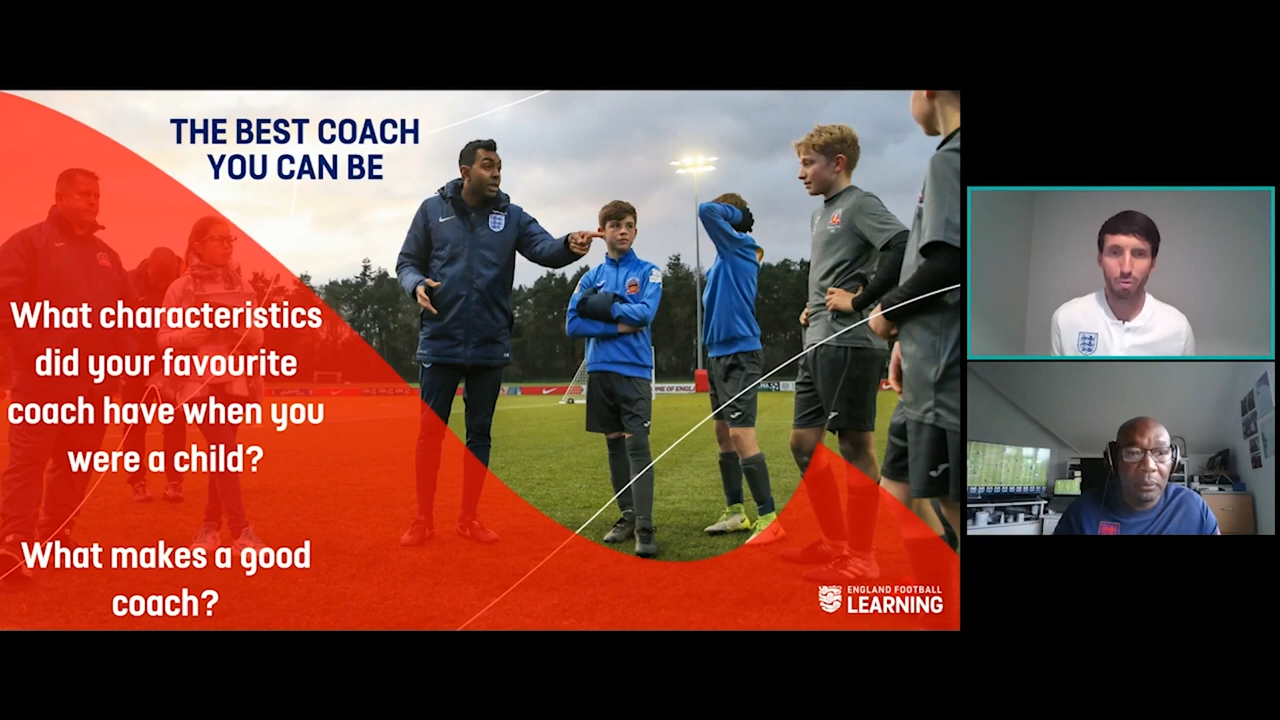 THE BEST COACH
YOU CAN BE
What characteristics
did your favourite
coach have when you
were a child?
What makes a good
coach?
ENGLAND FOOTBALL
LEARNING